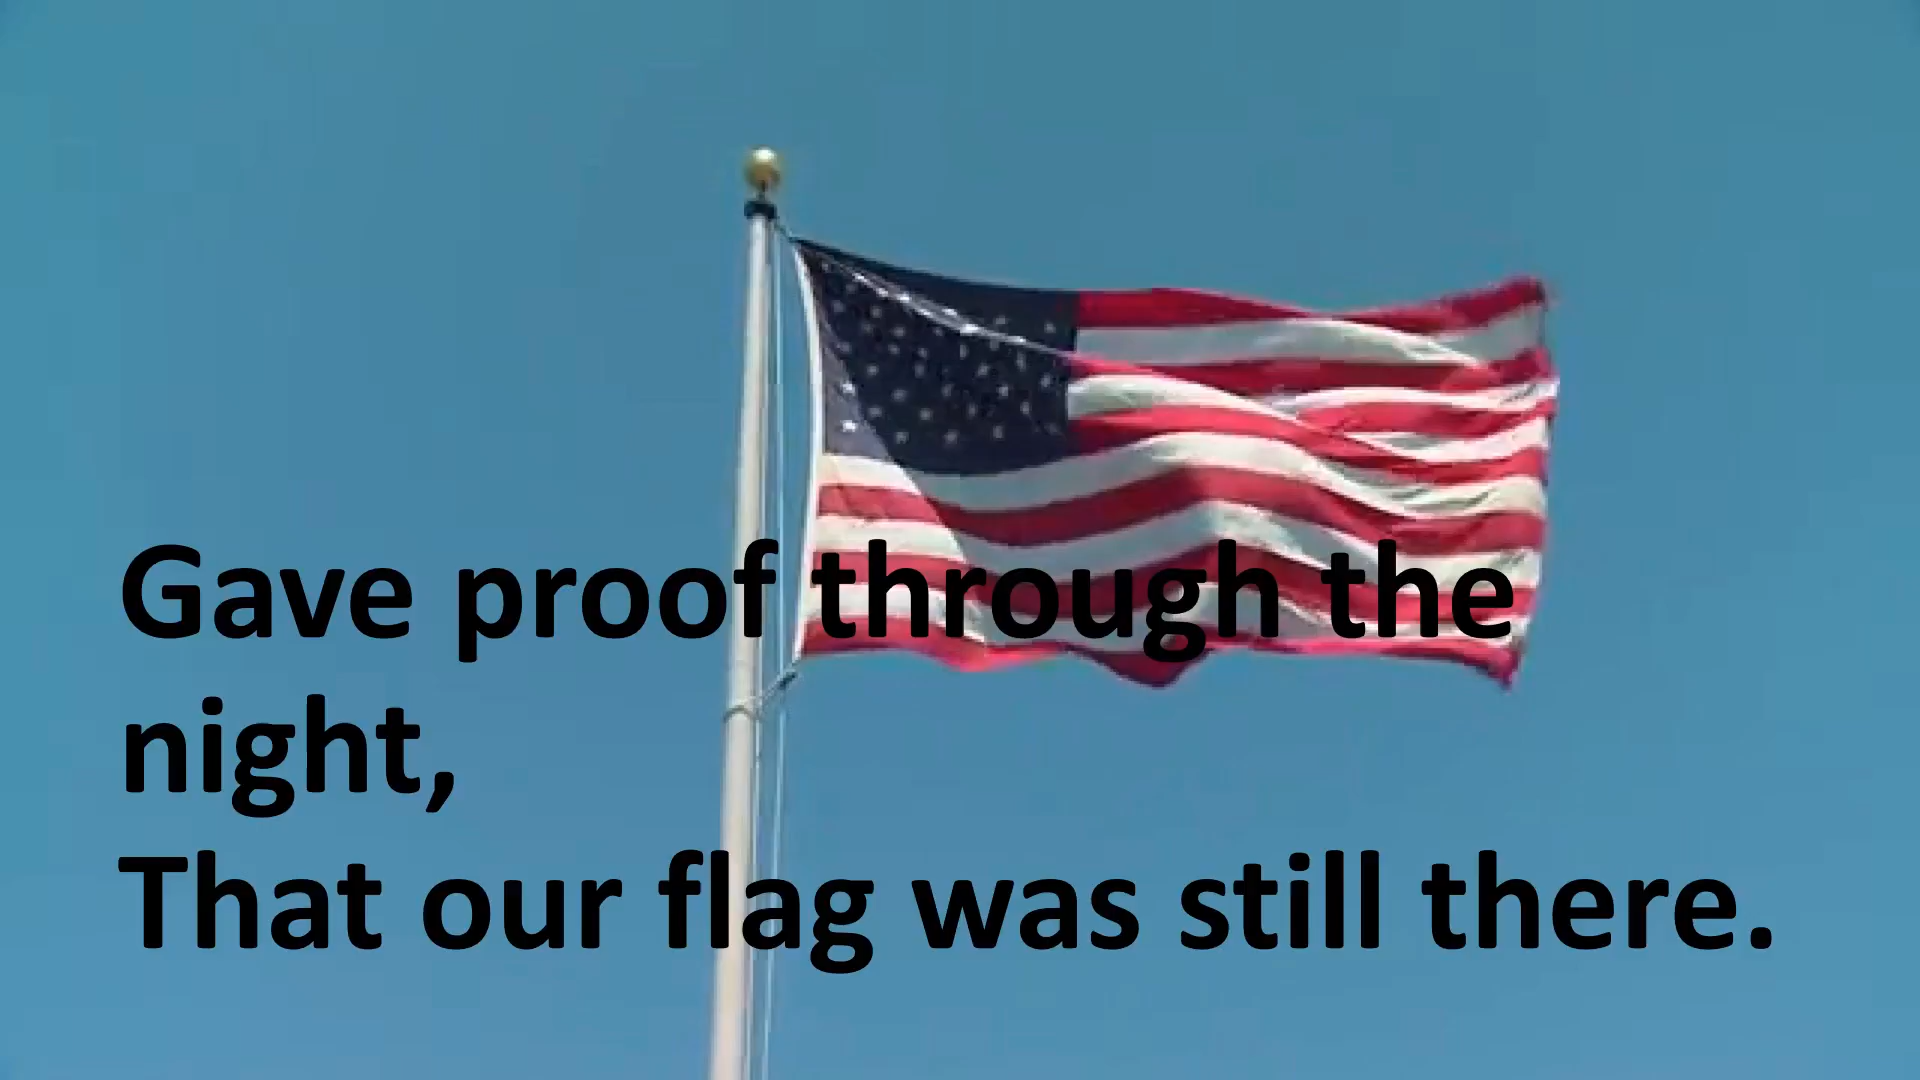 Gave proof through the
night,
That our flag was still there.